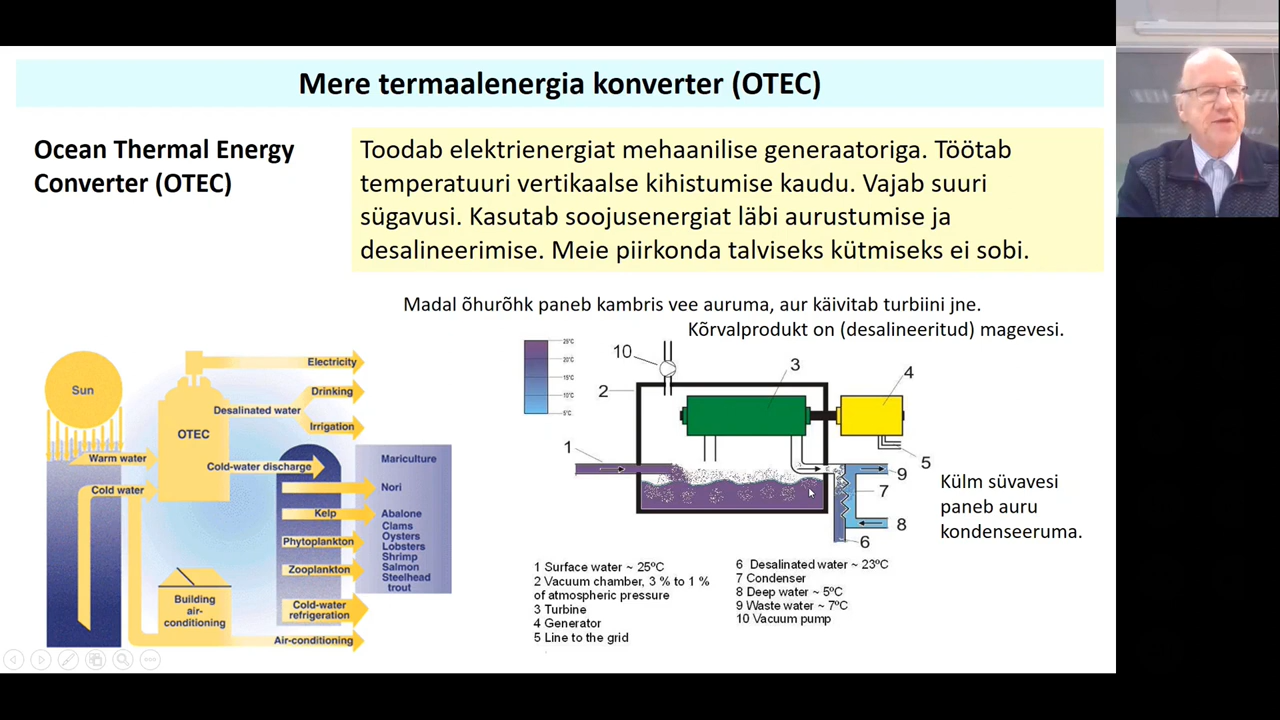 Mere termaalenergia konverter (OTEC)
Ocean Thermal Energy
Converter (OTEC)
Toodab elektrienergiat mehaanilise generaatoriga. Töötab
temperatuuri vertikaalse kihistumise kaudu. Vajab suuri
sügavusi. Kasutab soojusenergiat läbi aurustumise ja
desalineerimise. Meie piirkonda talviseks kütmiseks ei sobi.
Madal õhurõhk paneb kambris vee auruma, aur käivitab turbiini jne.
Kõrvalprodukt on (desalineeritud) magevesi.
Sun
OTEC
Electricity
Drinking
Desalinated water
Irrigation
Warm water
Cold-water discharge
Cold water
Mariculture
Nori
Kelp
Abalone
Clams
Oysters
Lobsters
Shrimp
Salmon
Steelhead
trout
Phytoplankton
Zooplankton
Building
air-
conditioning
Cold-water
refrigeration
Air-conditioning
25°C
20°C
15°C
10°C
5°C
10
2
3
4
1
5
9
7
8
6
Külm süvavesi
paneb auru
kondenseeruma.
1 Surface water ~ 25ºC
2 Vacuum chamber, 3 % to 1 %
of atmospheric pressure
3 Turbine
4 Generator
5 Line to the grid
6 Desalinated water ~ 23ºC
7 Condenser
8 Deep water ~ 5ºC
9 Waste water ~ 7ºC
10 Vacuum pump